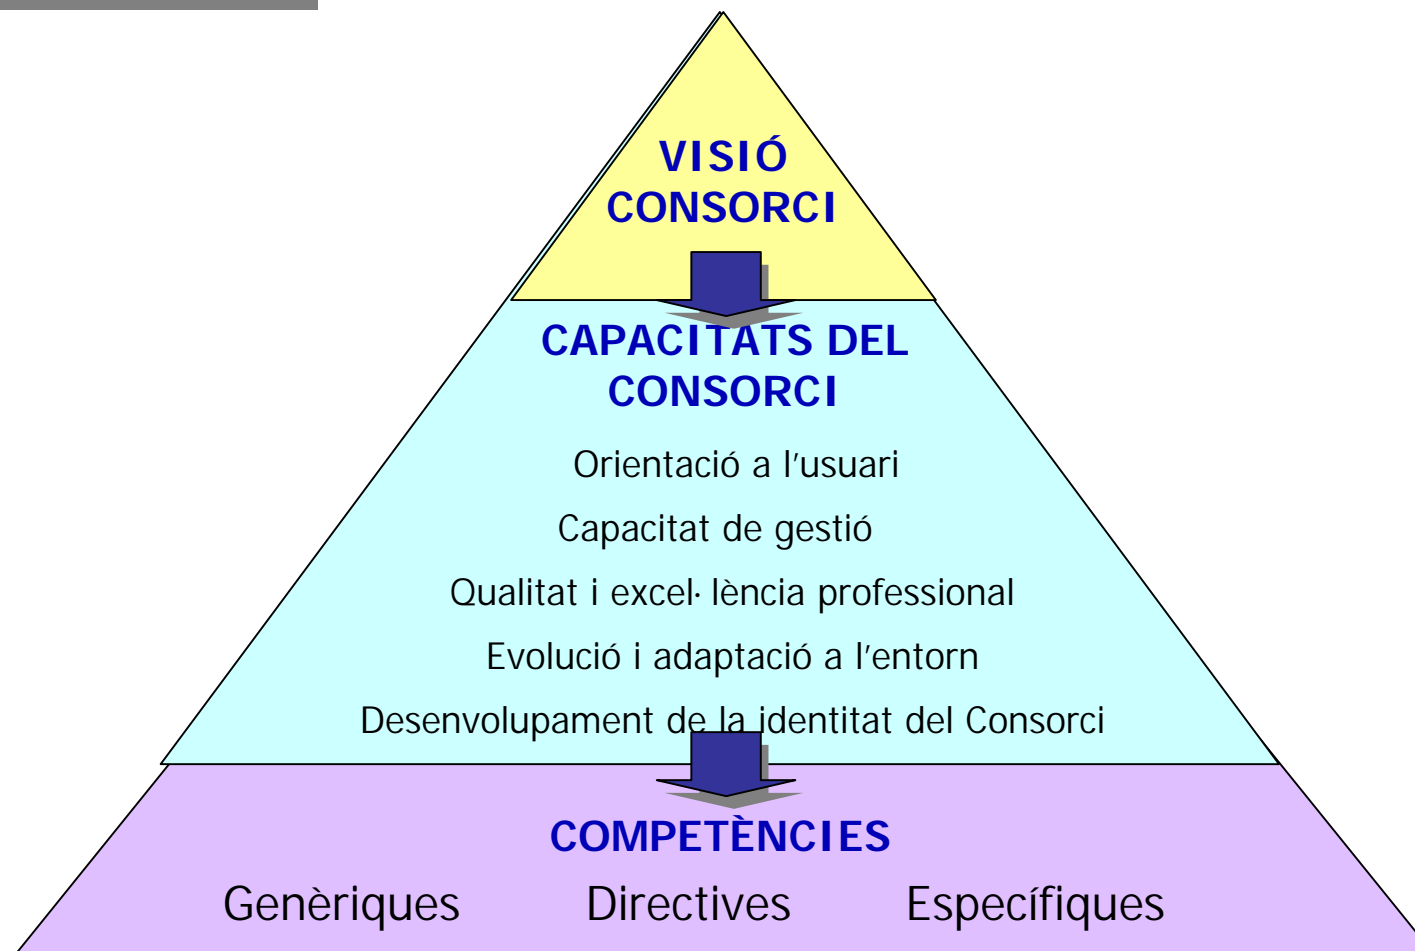 VISIÓ
CONSORCI
CAPACITATS DEL
CONSORCI
Orientació a l'usuari
Capacitat de gestió
Qualitat i excel·lència professional
Evolució i adaptació a l'entorn
Desenvolupament de la identitat del Consorci
COMPETÈNCIES
Genèriques Directives Específiques